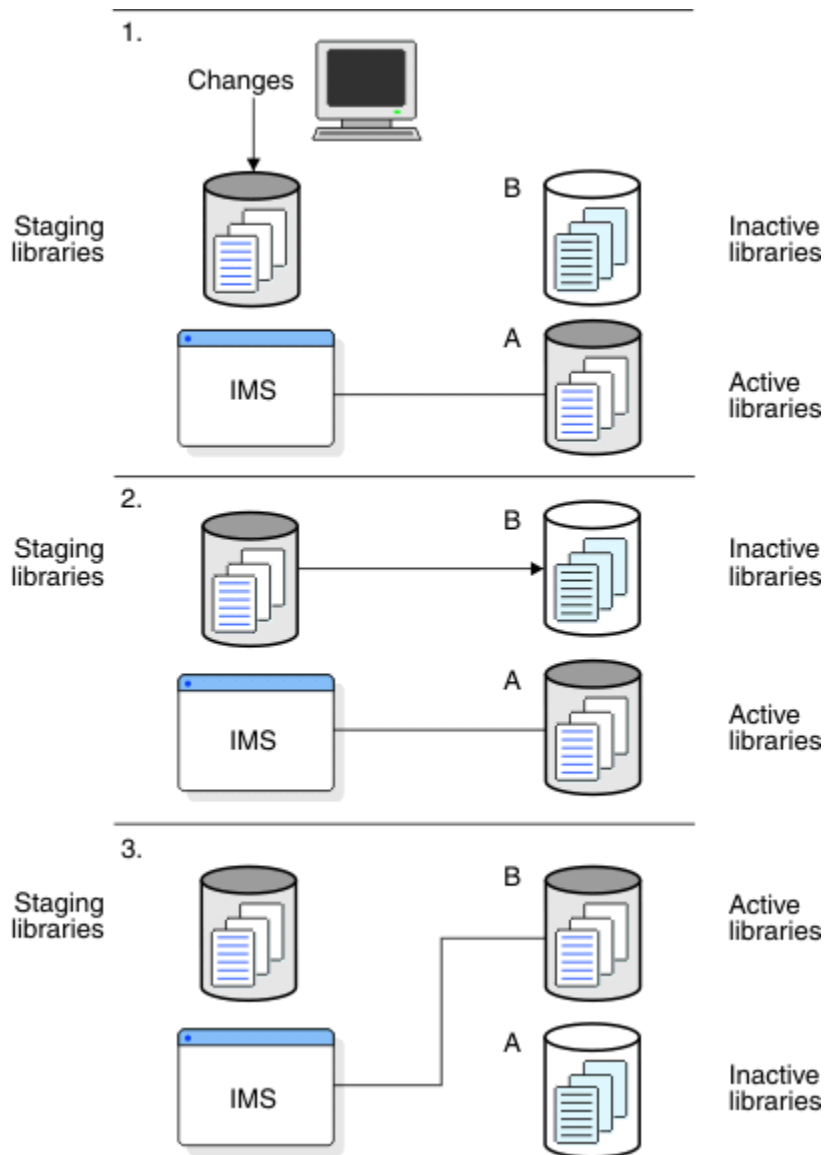 1.
Changes
Staging
libraries
B
Inactive
libraries
IMS
A
Active
libraries
2.
Staging
libraries
B
Inactive
libraries
IMS
A
Active
libraries
3.
Staging
libraries
B
Active
libraries
IMS
A
Inactive
libraries